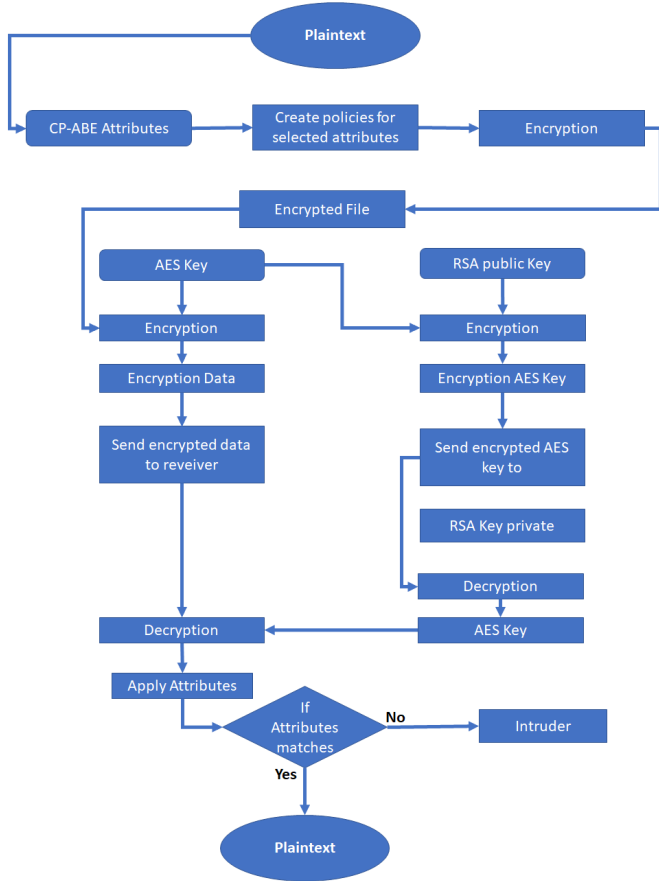 Plaintext
CP-ABE Attributes
Create policies for
selected attributes
Encryption
Encrypted File
AES Key
RSA public Key
Encryption
Encryption
Encryption Data
Encryption AES Key
Send encrypted data
to reveiver
Send encrypted AES
key to
RSA Key private
Decryption
Decryption
AES Key
Apply Attributes
If
Attributes
matches
No
Intruder
Yes
Plaintext